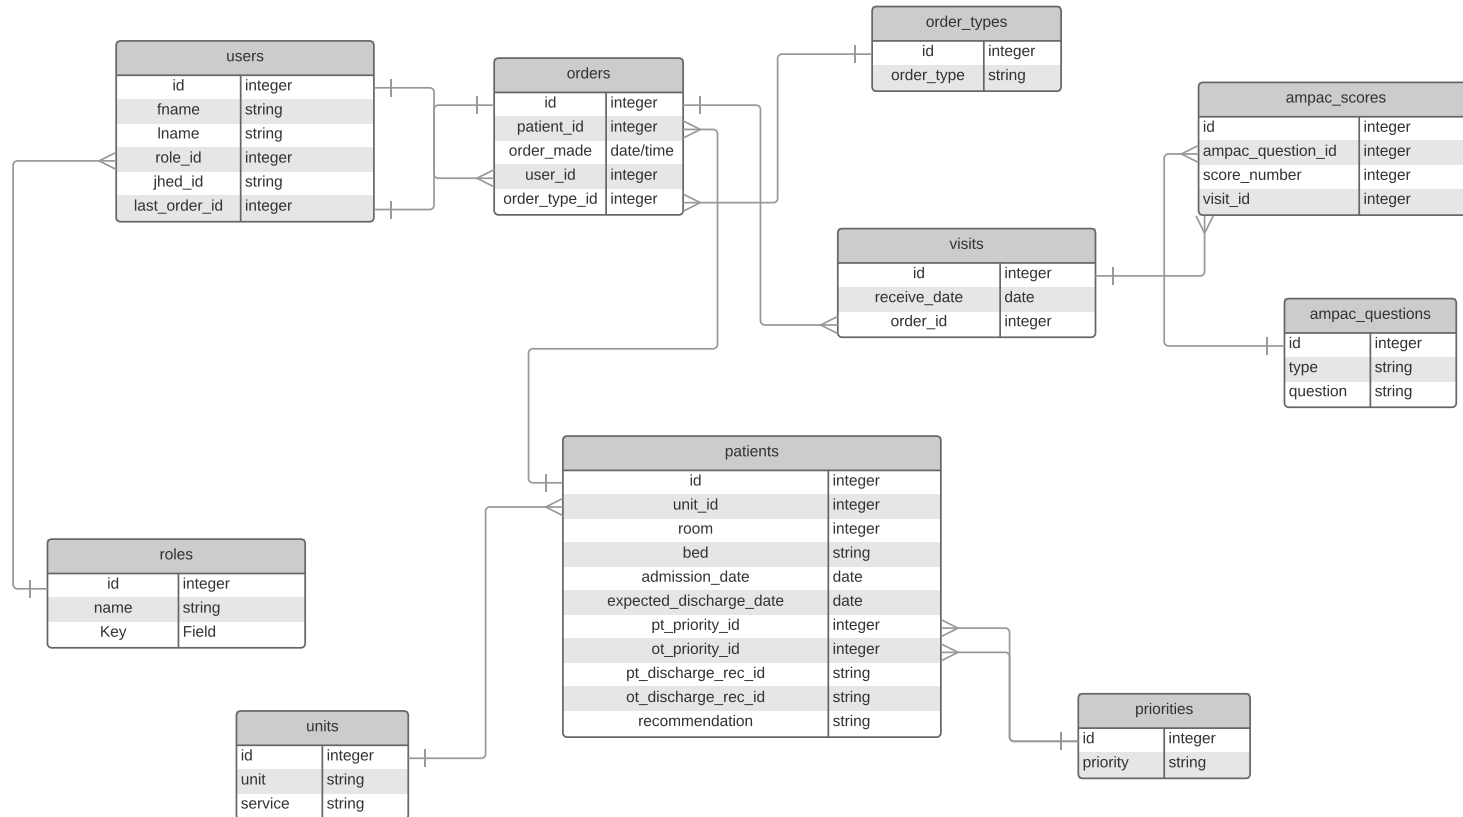 users
id integer
fname string
lname string
role_id integer
jhed_id string
last_order_id integer
orders
id integer
patient_id integer
order_made date/time
user_id integer
order_type_id integer
order_types
id integer
order_type string
ampac_scores
id integer
ampac_question_id integer
score_number integer
visit_id integer
visits
id integer
receive_date date
order_id integer
ampac_questions
id integer
type string
question string
patients
id integer
unit_id integer
room integer
bed string
admission_date date
expected_discharge_date date
pt_priority_id integer
ot_priority_id integer
pt_discharge_rec_id string
ot_discharge_rec_id string
recommendation string
roles
id integer
name string
Key Field
units
id integer
unit string
service string
priorities
id integer
priority string